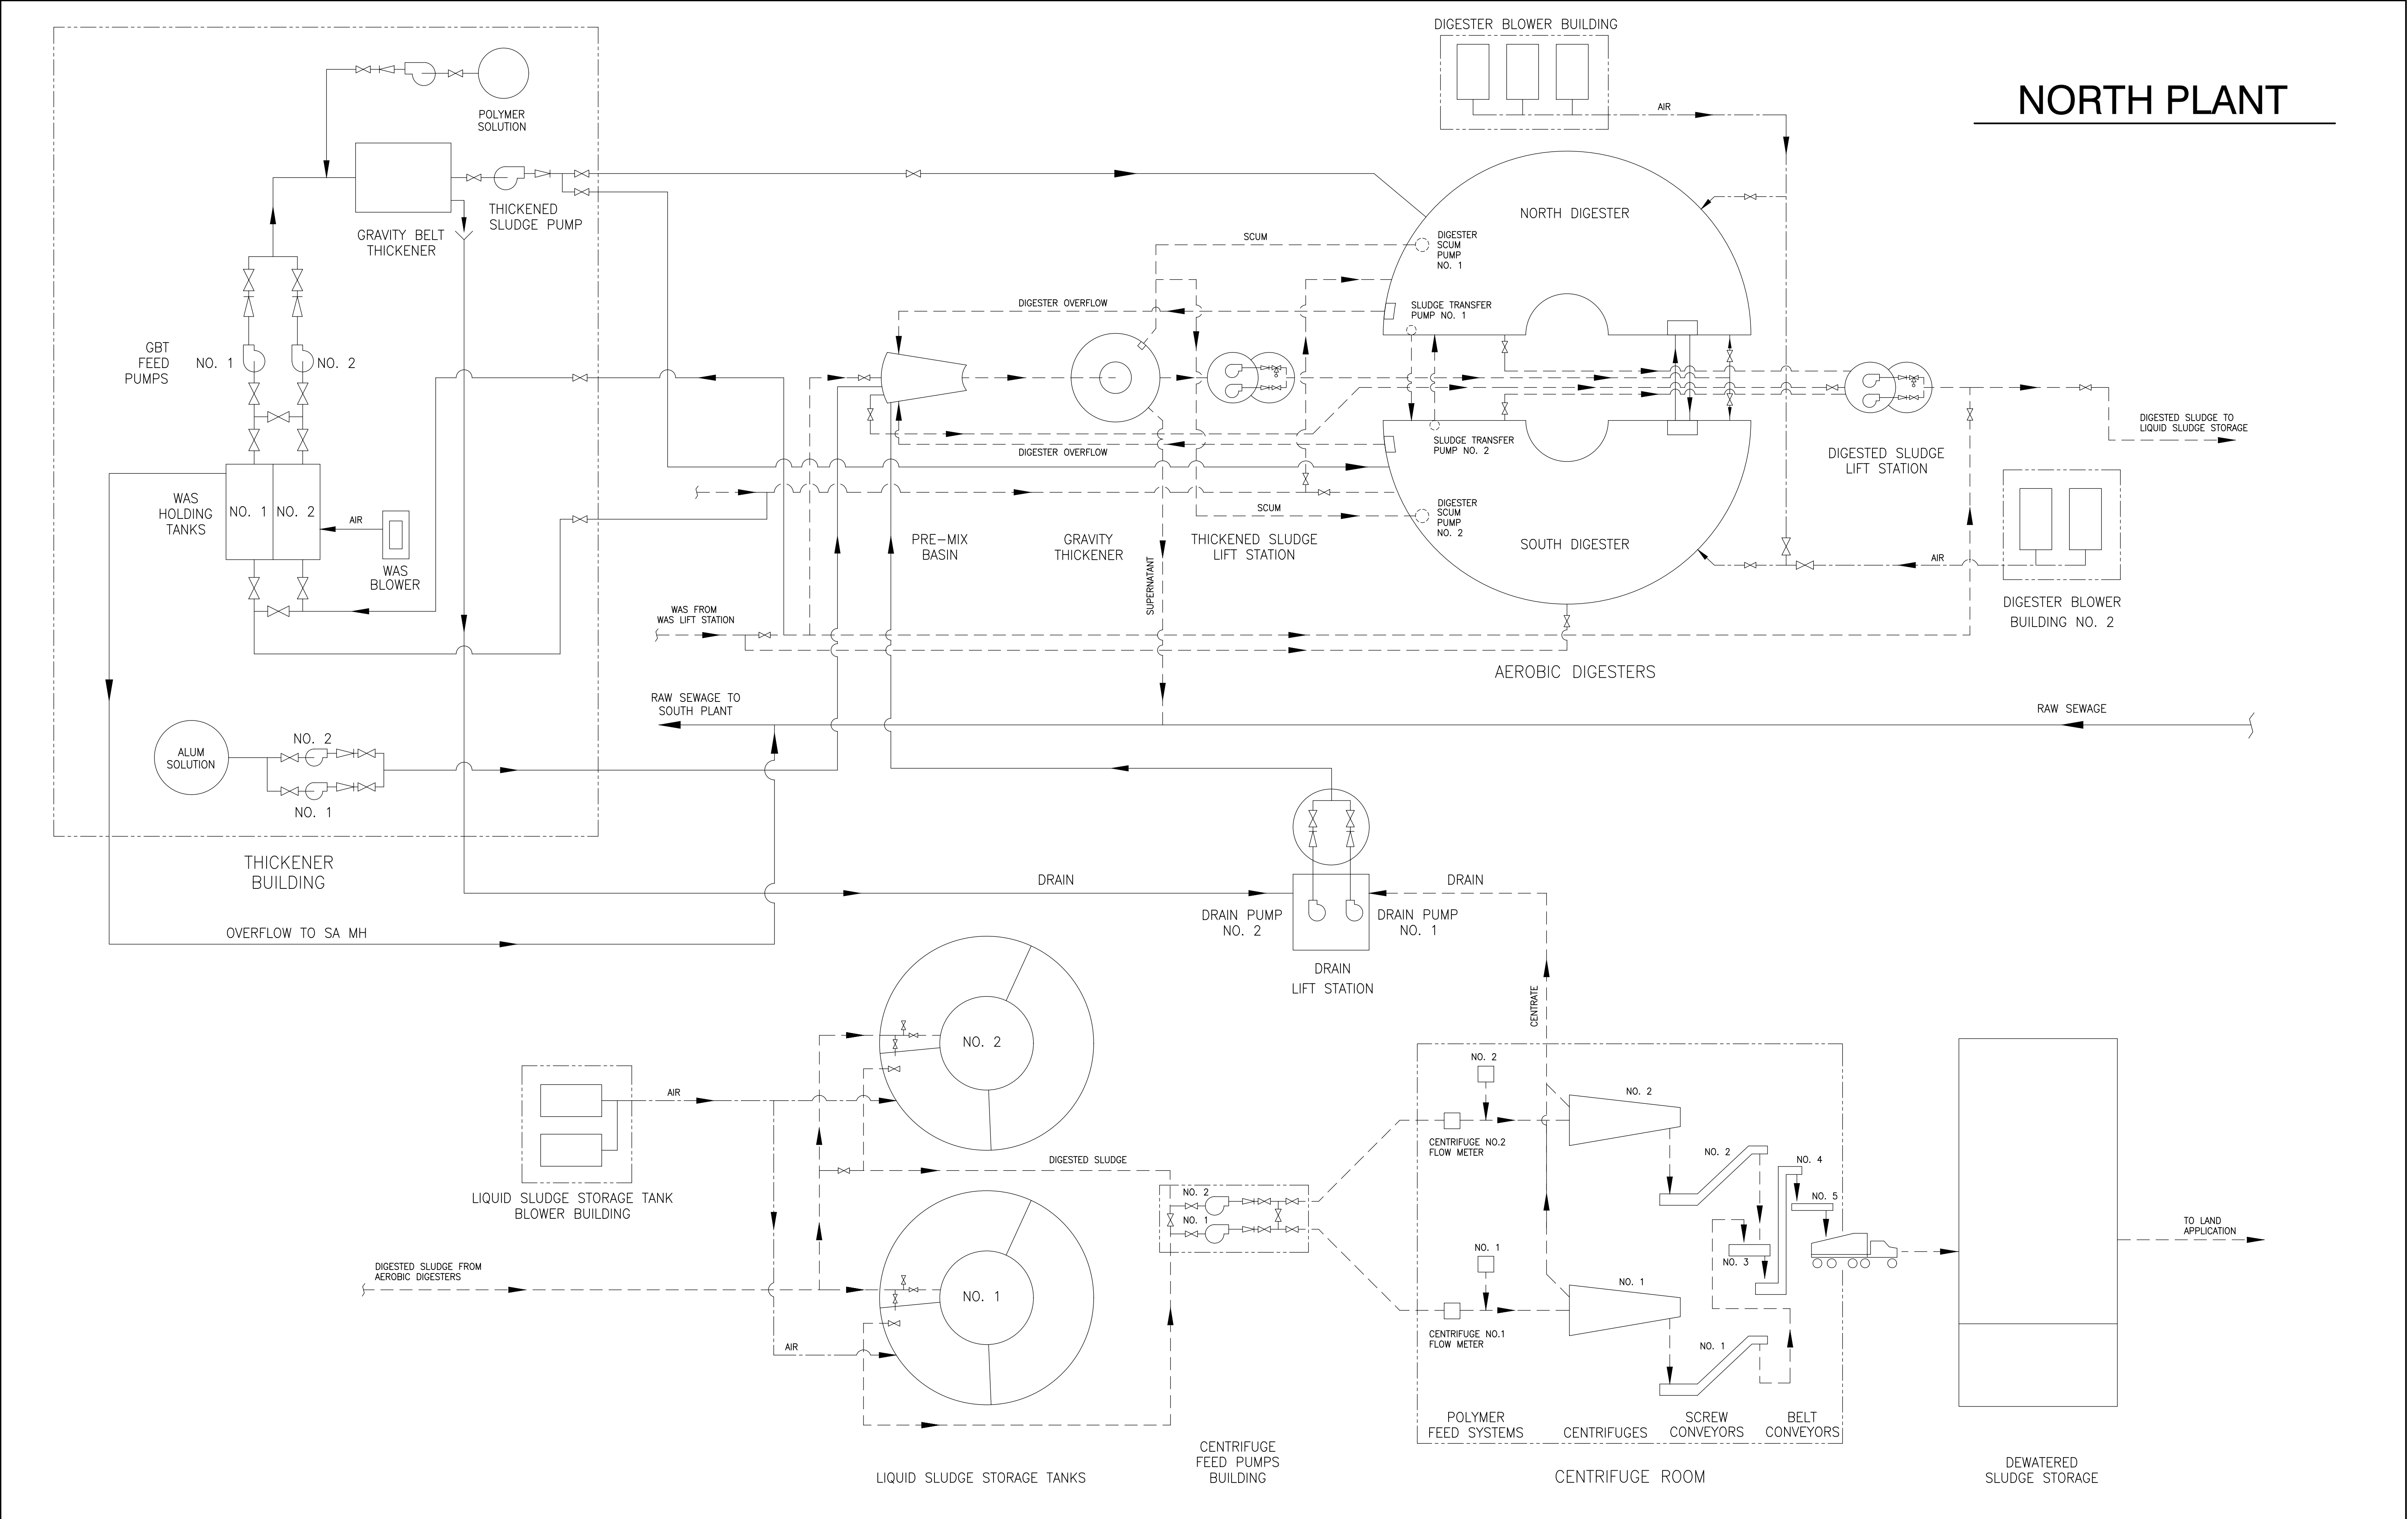 DIGESTER BLOWER BUILDING
NORTH PLANT
AIR
POLYMER
SOLUTION
THICKENED
SLUDGE PUMP
GRAVITY BELT
THICKENER
NORTH DIGESTER
SCUM
DIGESTER
SCUM
PUMP
NO. 1
DIGESTER OVERFLOW
SLUDGE TRANSFER
PUMP NO. 1
GBT
FEED
PUMPS
NO. 1
NO. 2
SLUDGE TRANSFER
PUMP NO. 2
DIGESTER OVERFLOW
DIGESTED SLUDGE
LIFT STATION
DIGESTED SLUDGE TO
LIQUID SLUDGE STORAGE
WAS
HOLDING
TANKS
NO. 1
NO. 2
AIR
WAS
BLOWER
PRE-MIX
BASIN
GRAVITY
THICKENER
THICKENED SLUDGE
LIFT STATION
SCUM
DIGESTER
SCUM
PUMP
NO. 2
SOUTH DIGESTER
AIR
DIGESTER BLOWER
BUILDING NO. 2
SUPERNATANT
WAS FROM
WAS LIFT STATION
AEROBIC DIGESTERS
RAW SEWAGE TO
SOUTH PLANT
RAW SEWAGE
ALUM
SOLUTION
NO. 2
NO. 1
THICKENER
BUILDING
OVERFLOW TO SA MH
DRAIN
DRAIN
DRAIN PUMP
NO. 2
DRAIN PUMP
NO. 1
DRAIN
LIFT STATION
CENTRATE
NO. 2
AIR
LIQUID SLUDGE STORAGE TANK
BLOWER BUILDING
DIGESTED SLUDGE
DIGESTED SLUDGE FROM
AEROBIC DIGESTERS
NO. 1
AIR
LIQUID SLUDGE STORAGE TANKS
NO. 2
NO. 1
CENTRIFUGE
FEED PUMPS
BUILDING
NO. 2
CENTRIFUGE NO.2
FLOW METER
NO. 2
NO. 2
NO. 4
NO. 5
NO. 3
NO. 1
CENTRIFUGE NO.1
FLOW METER
NO. 1
NO. 1
POLYMER
FEED SYSTEMS
CENTRIFUGES
SCREW
CONVEYORS
BELT
CONVEYORS
CENTRIFUGE ROOM
TO LAND
APPLICATION
DEWATERED
SLUDGE STORAGE